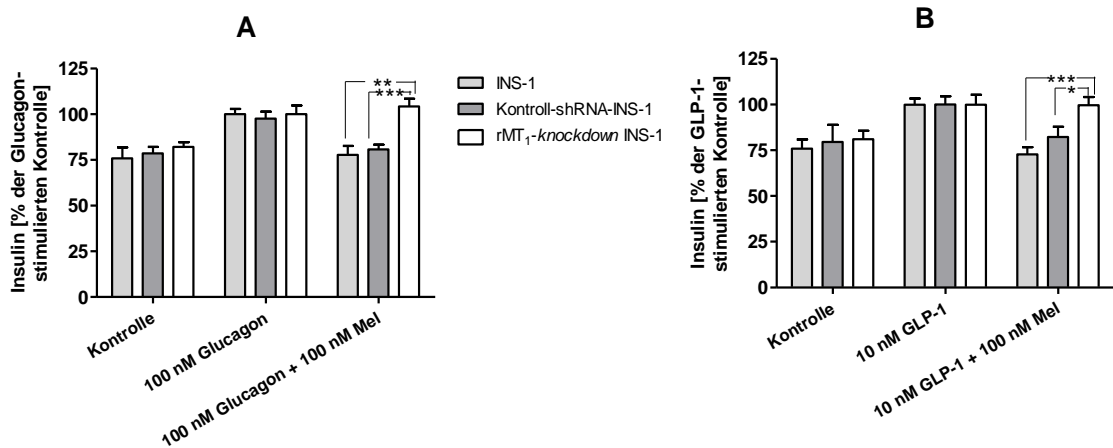 A
Insulin [% der Glucagon-
stimulierten Kontrolle]
125
100
75
50
25
0
**
***
Kontrolle
100 nM Glucagon
100 nM Glucagon + 100 nM Mel
INS-1
Kontroll-shRNA-INS-1
rMT₁-knockdown INS-1
B
Insulin [% der GLP-1-
stimulierten Kontrolle]
125
100
75
50
25
0
***
*
Kontrolle
10 nM GLP-1
10 nM GLP-1 + 100 nM Mel